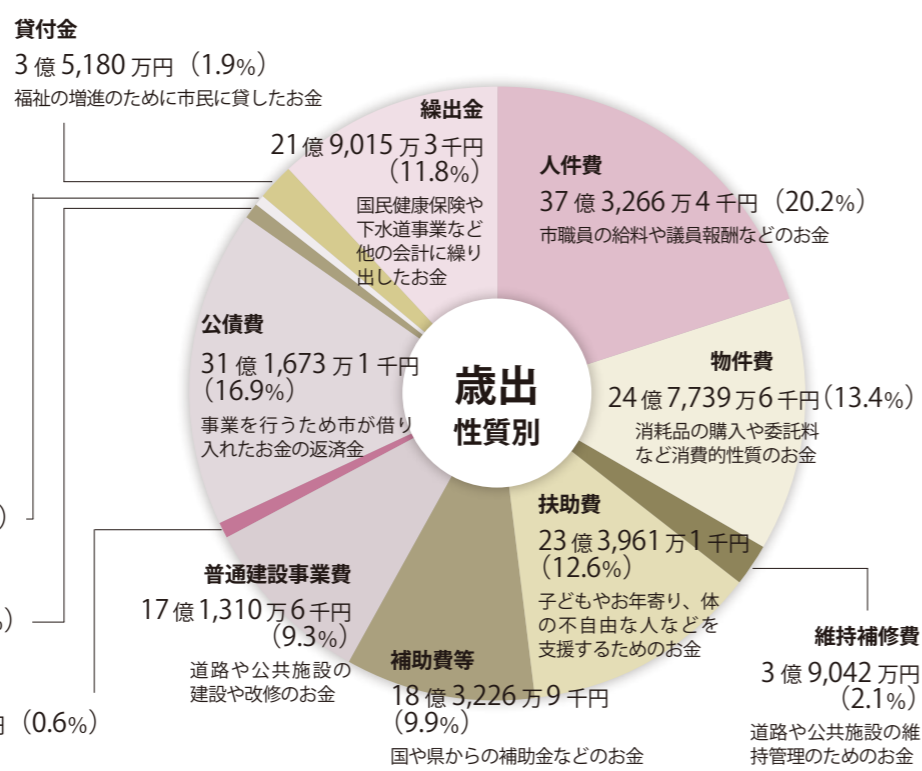 貸付金
3億5,180万円（1.9%）
福祉の増進のために市民に貸したお金
繰出金
21億9,015万3千円
（11.8%）
国民健康保険や
下水道事業など
他の会計に繰り
出したお金
人件費
37億3,266万4千円（20.2%）
市職員の給料や議員報酬などのお金
公債費
31億1,673万1千円
（16.9%）
事業を行うため市が借り
入れたお金の返済金
歳出
性質別
物件費
24億7,739万6千円（13.4%）
消耗品の購入や委託料
など消費的性質のお金
扶助費
23億3,961万1千円
（12.6%）
子どもやお年寄り、体
の不自由な人などを
支援するためのお金
普通建設事業費
17億1,310万6千円
（9.3%）
道路や公共施設の
建設や改修のお金
補助費等
18億3,226万9千円
（9.9%）
国や県からの補助金などのお金
維持補修費
3億9,042万円
（2.1%）
道路や公共施設の維
持管理のためのお金
）
%）
円（0.6%）